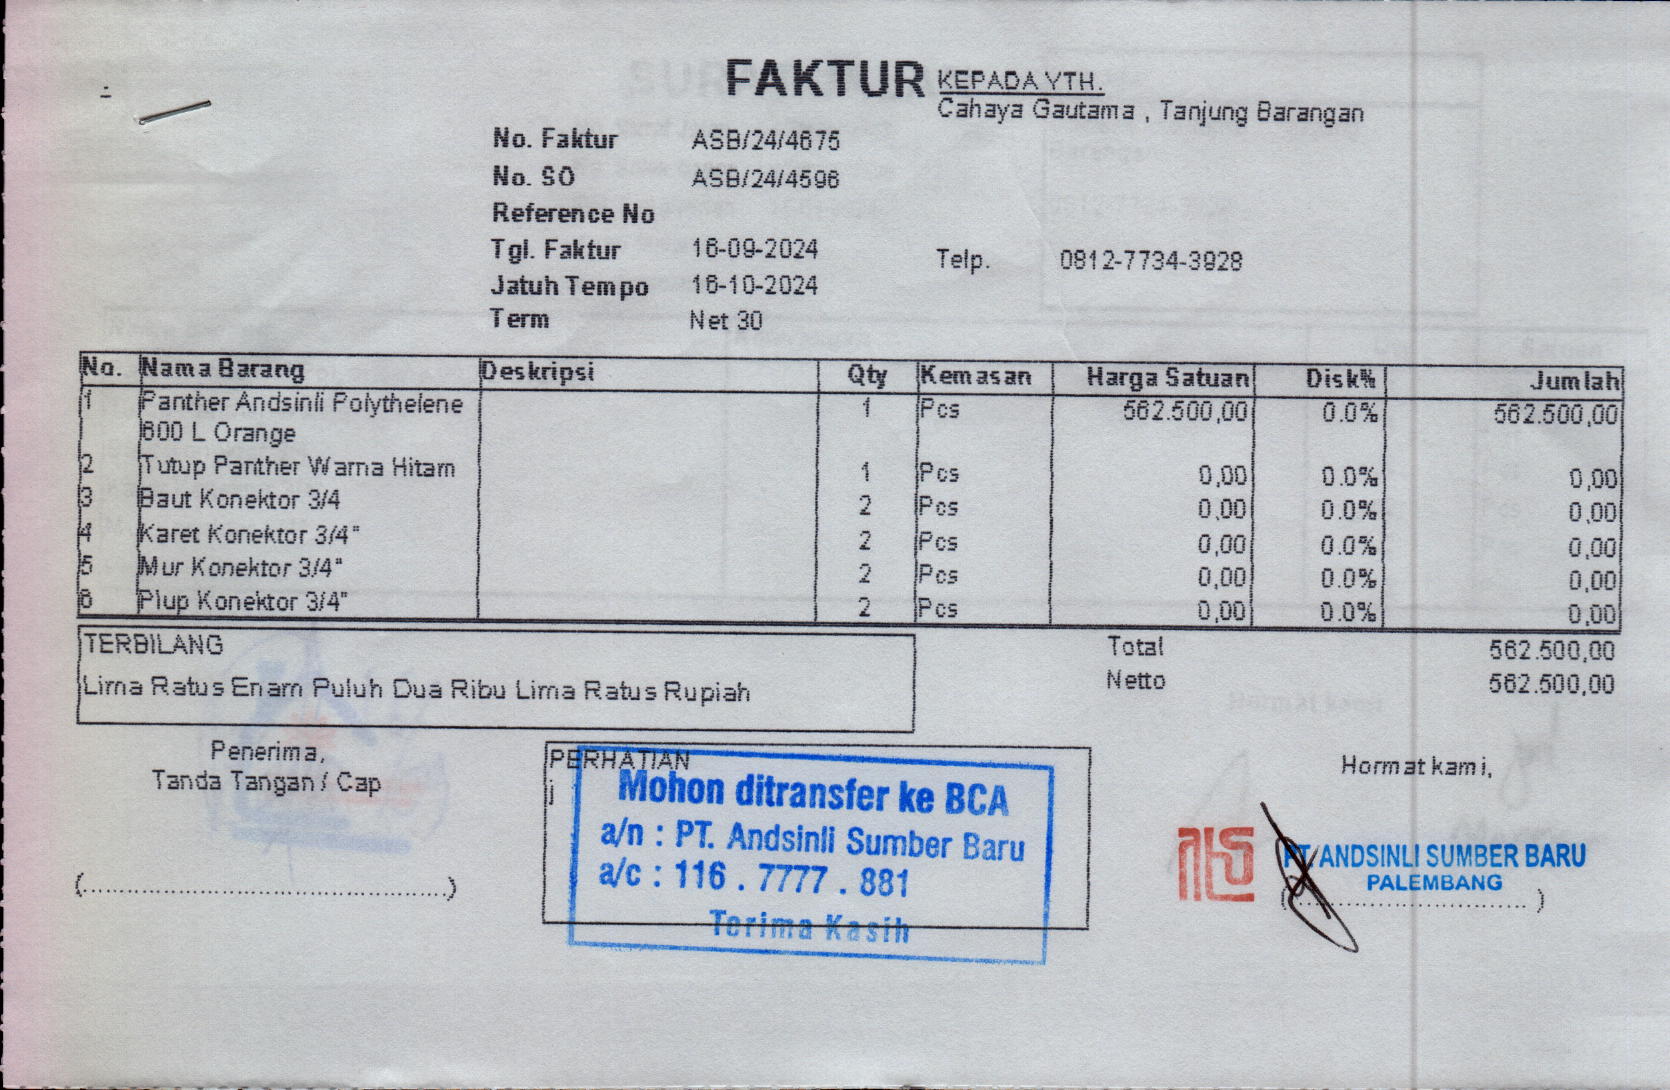 FAKTUR
KEPADA YTH.
Cahaya Gautama , Tanjung Barangan
No. Faktur ASB/24/4675
No. SO ASB/24/4596
Reference No
Tgl. Faktur 16-09-2024
Telp. 0812-7734-3928
Jatuh Tempo 16-10-2024
Term Net 30
No. Nama Barang Deskripsi Qty Kemasan Harga Satuan Disk% Jumlah
1 Panther Andsinli Polythelene 1 Pcs 562.500,00 0.0% 562.500,00
600 L Orange
2 Tutup Panther Warna Hitam 1 Pcs 0,00 0.0% 0,00
3 Baut Konektor 3/4 2 Pcs 0,00 0.0% 0,00
4 Karet Konektor 3/4" 2 Pcs 0,00 0.0% 0,00
5 Mur Konektor 3/4" 2 Pcs 0,00 0.0% 0,00
6 Plup Konektor 3/4" 2 Pcs 0,00 0.0% 0,00
TERBILANG
Lima Ratus Enam Puluh Dua Ribu Lima Ratus Rupiah
Total 562.500,00
Netto 562.500,00
Penerima,
Tanda Tangan / Cap
(...............................................)
PERHATIAN
j
Mohon ditransfer ke BCA
a/n : PT. Andsinli Sumber Baru
a/c : 116 . 7777 . 881
Terima Kasih
Hormat kami,
PT. ANDSINLI SUMBER BARU
PALEMBANG
(............................... )